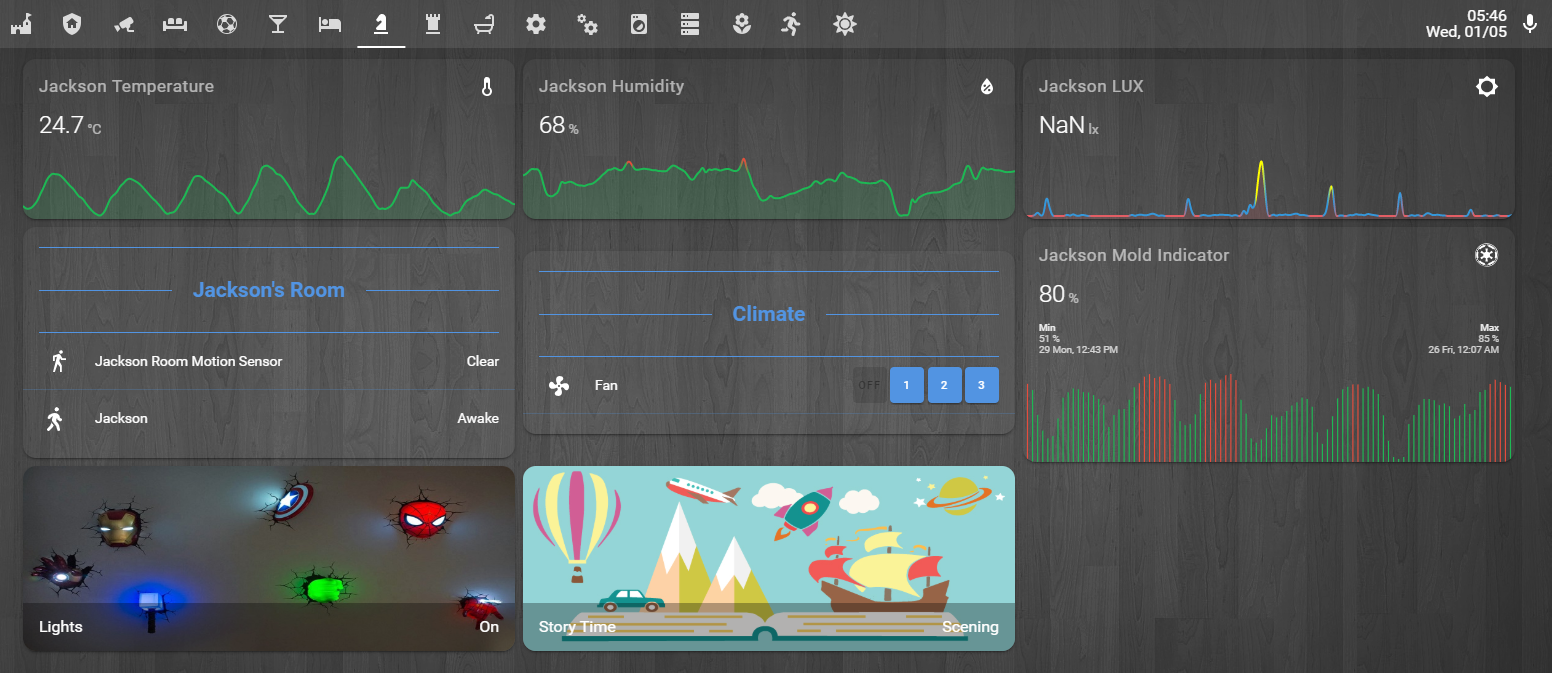 05:46
Wed, 01/05
Jackson Temperature
24.7 °C
Jackson Humidity
68 %
Jackson LUX
NaN lx
Jackson's Room
Jackson Room Motion Sensor Clear
Jackson Awake
Climate
Fan OFF 1 2 3
Jackson Mold Indicator
80 %
Min Max
51 % 85 %
29 Mon, 12:43 PM 26 Fri, 12:07 AM
Lights On
Story Time Scening